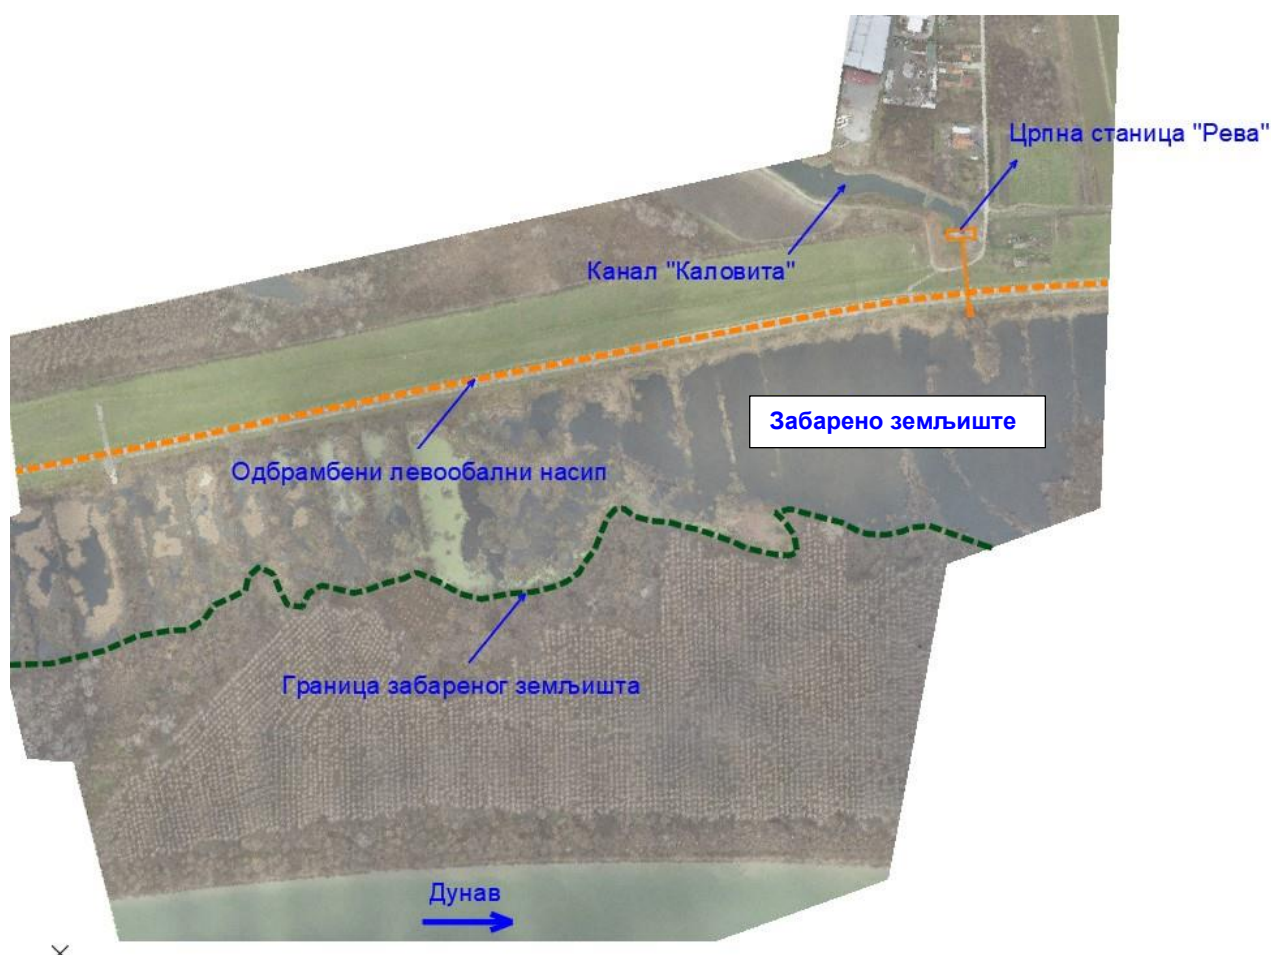 Црпна станица "Рева"
Канал "Каловита"
Забарено земљиште
Одбрамбени левообални насип
Граница забареног земљишта
Дунав